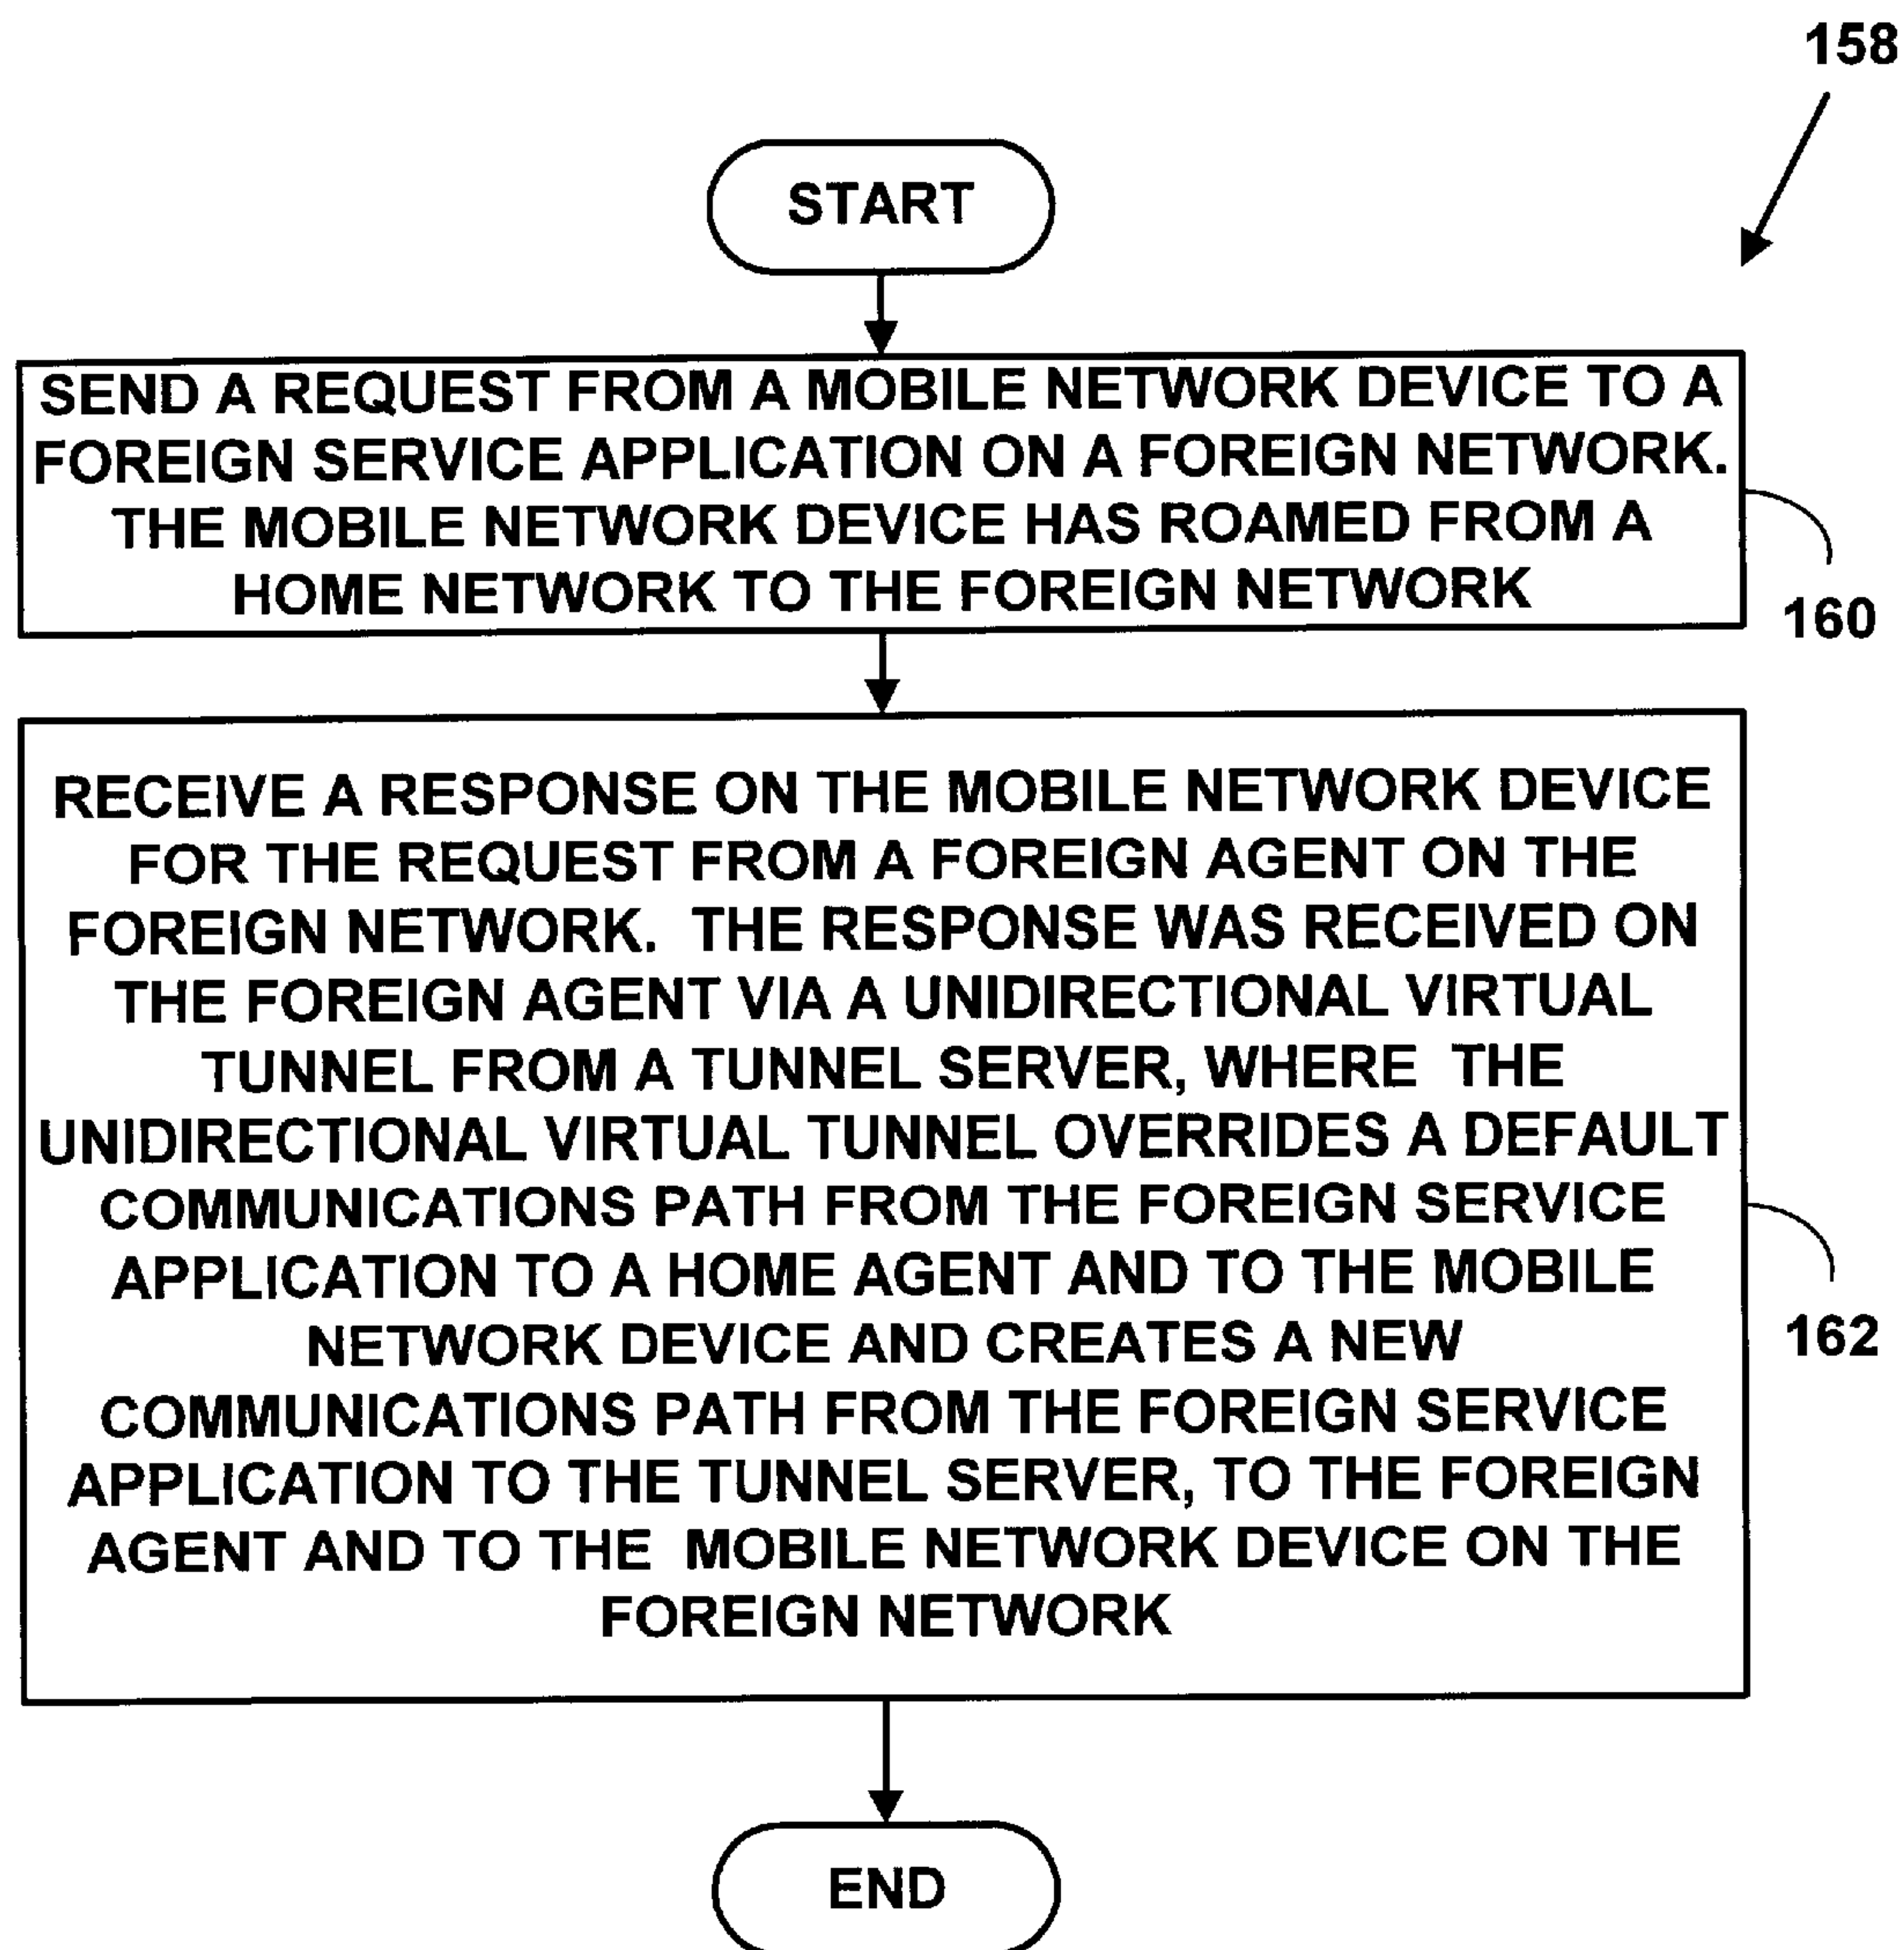 158
START
SEND A REQUEST FROM A MOBILE NETWORK DEVICE TO A
FOREIGN SERVICE APPLICATION ON A FOREIGN NETWORK.
THE MOBILE NETWORK DEVICE HAS ROAMED FROM A
HOME NETWORK TO THE FOREIGN NETWORK
160
RECEIVE A RESPONSE ON THE MOBILE NETWORK DEVICE
FOR THE REQUEST FROM A FOREIGN AGENT ON THE
FOREIGN NETWORK. THE RESPONSE WAS RECEIVED ON
THE FOREIGN AGENT VIA A UNIDIRECTIONAL VIRTUAL
TUNNEL FROM A TUNNEL SERVER, WHERE THE
UNIDIRECTIONAL VIRTUAL TUNNEL OVERRIDES A DEFAULT
COMMUNICATIONS PATH FROM THE FOREIGN SERVICE
APPLICATION TO A HOME AGENT AND TO THE MOBILE
NETWORK DEVICE AND CREATES A NEW
COMMUNICATIONS PATH FROM THE FOREIGN SERVICE
APPLICATION TO THE TUNNEL SERVER, TO THE FOREIGN
AGENT AND TO THE MOBILE NETWORK DEVICE ON THE
FOREIGN NETWORK
162
END